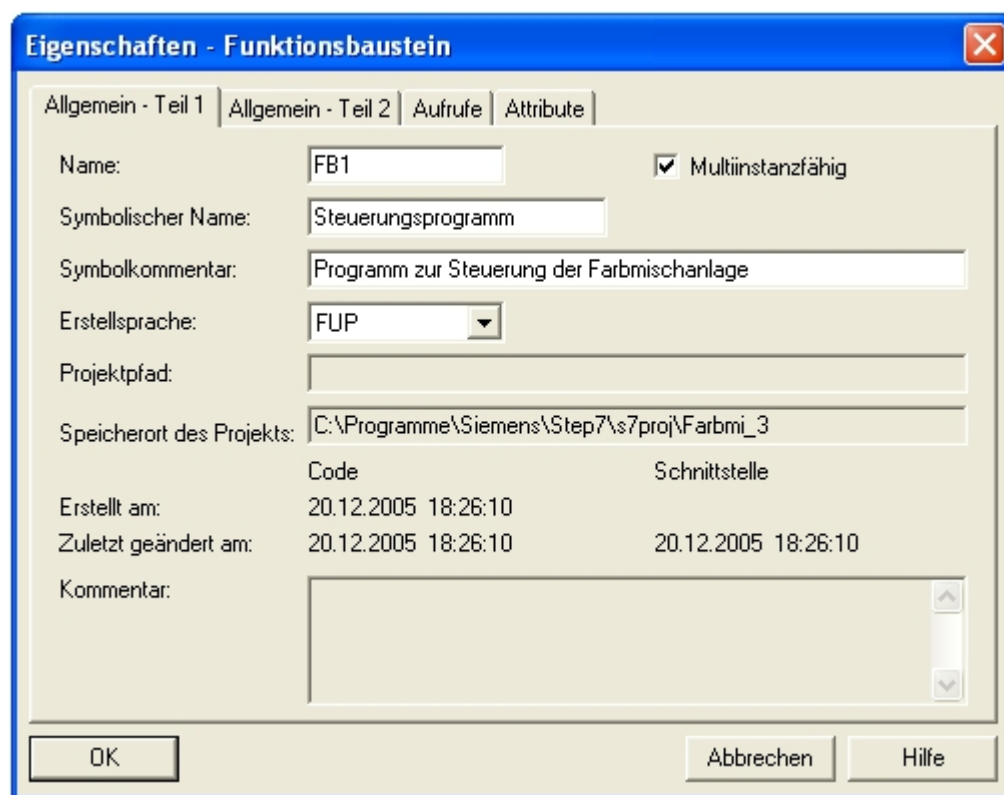 Eigenschaften - Funktionsbaustein
Allgemein - Teil 1 Allgemein - Teil 2 Aufrufe Attribute
Name: FB1 Multiinstanzfähig
Symbolischer Name: Steuerungsprogramm
Symbolkommentar: Programm zur Steuerung der Farbmischanlage
Erstellsprache: FUP
Projektpfad:
Speicherort des Projekts: C:\Programme\Siemens\Step7\s7proj\Farbmi_3
Code Schnittstelle
Erstellt am: 20.12.2005 18:26:10
Zuletzt geändert am: 20.12.2005 18:26:10 20.12.2005 18:26:10
Kommentar:
OK Abbrechen Hilfe